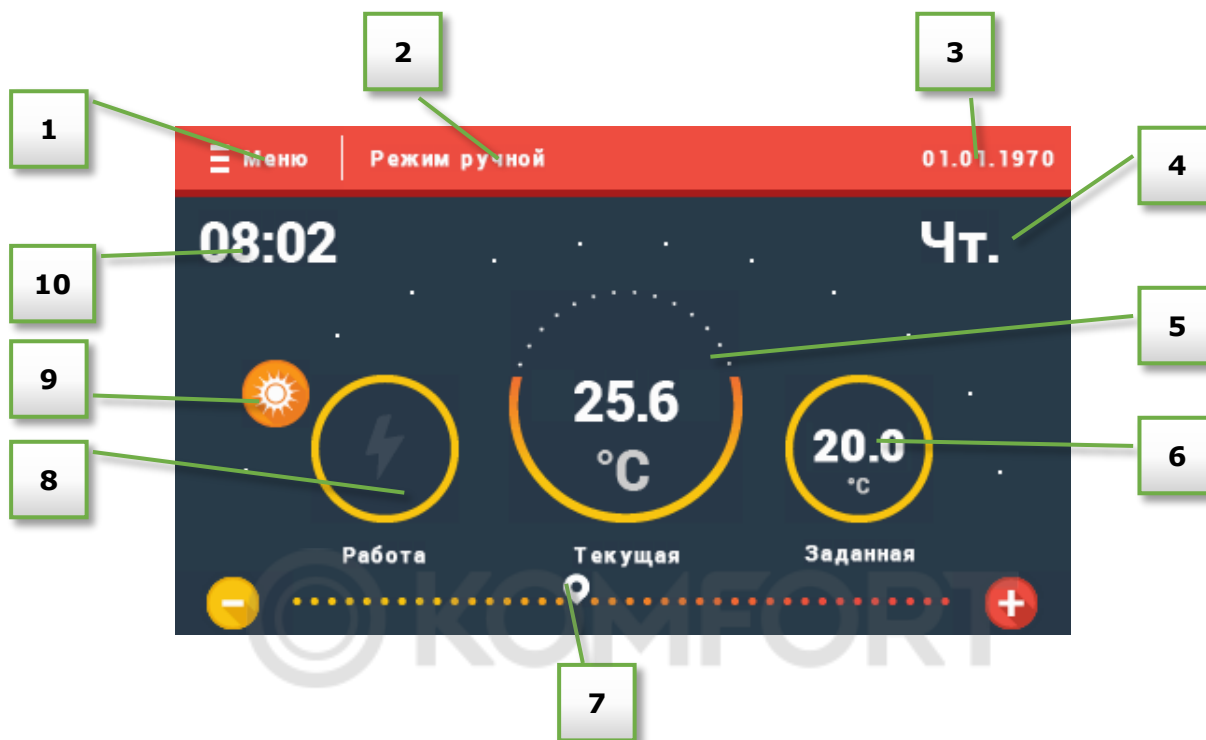 2
3
1
Меню
Режим ручной
01.01.1970
4
08:02
Чт.
10
5
9
25.6
°C
20.0
°C
6
8
Работа
Текущая
Заданная
−
+
KOMFORT
7